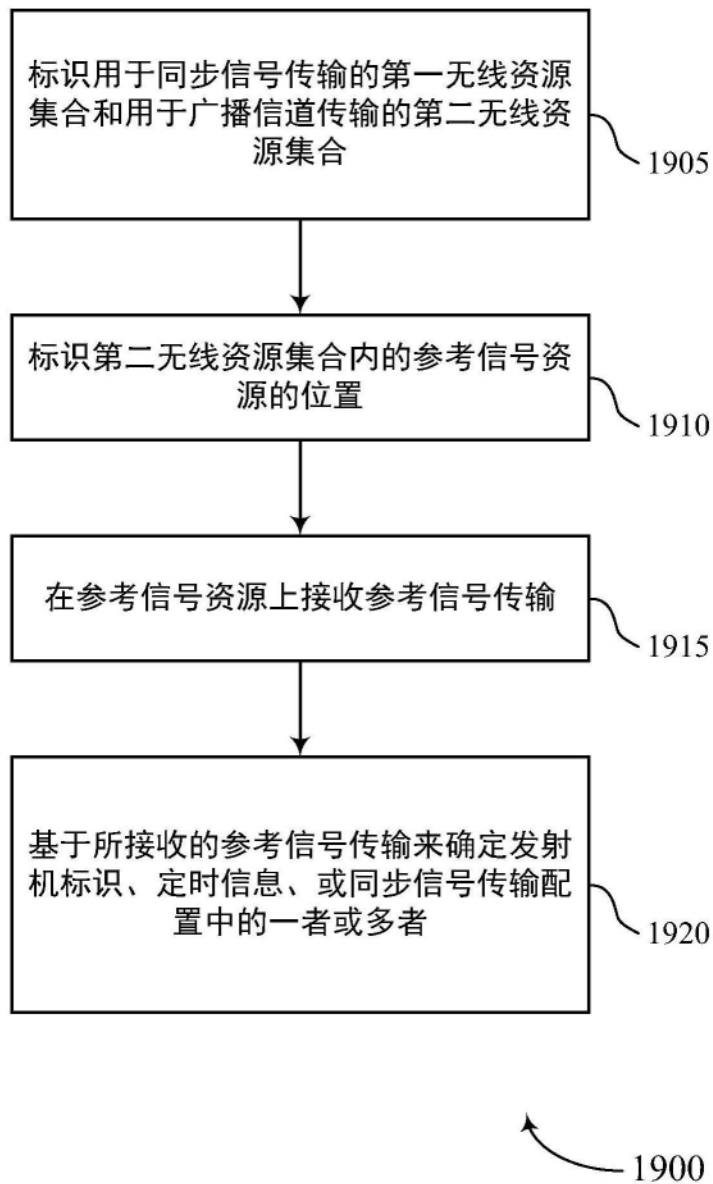 标识用于同步信号传输的第一无线资源
集合和用于广播信道传输的第二无线资
源集合
1905
标识第二无线资源集合内的参考信号资
源的位置
1910
在参考信号资源上接收参考信号传输
1915
基于所接收的参考信号传输来确定发射
机标识、定时信息、或同步信号传输配
置中的一者或多者
1920
1900